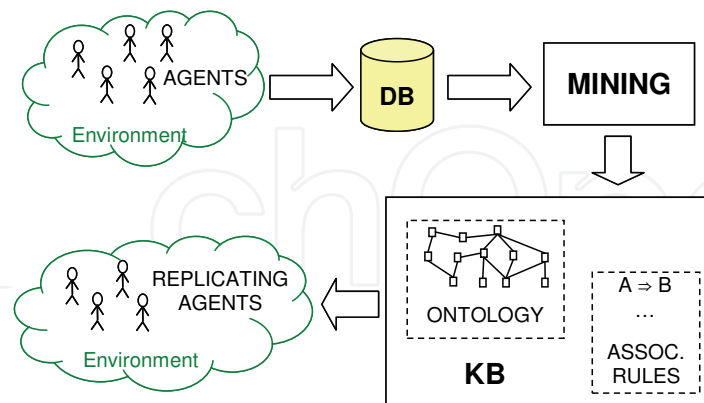 AGENTS
Environment
DB
MINING
ONTOLOGY
KB
A ⇒ B
...
ASSOC.
RULES
REPLICATING
AGENTS
Environment